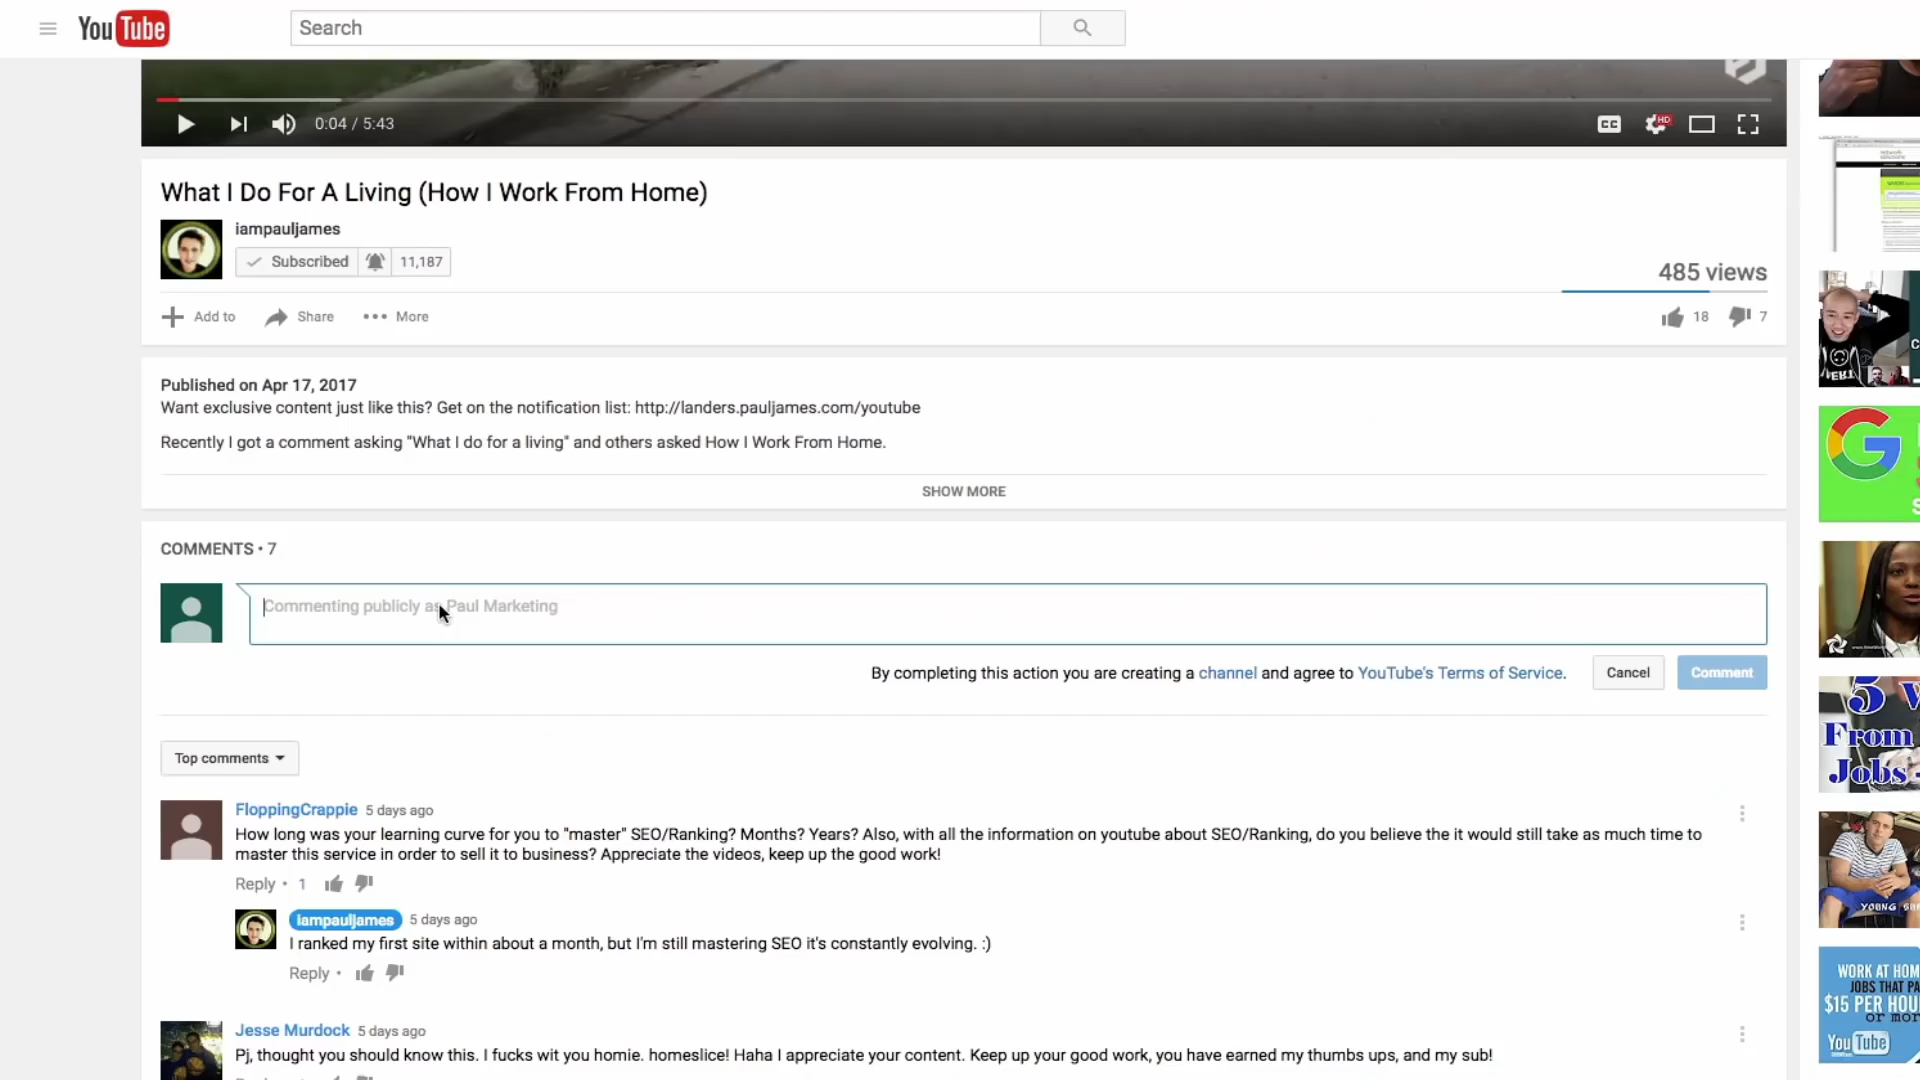 YouTube
Search
0:04 / 5:43
CC
HD
What I Do For A Living (How I Work From Home)
iampauljames
Subscribed
11,187
485 views
Add to
Share
More
18
7
Published on Apr 17, 2017
Want exclusive content just like this? Get on the notification list: http://landers.pauljames.com/youtube
Recently I got a comment asking "What I do for a living" and others asked How I Work From Home.
SHOW MORE
COMMENTS • 7
Commenting publicly as Paul Marketing
By completing this action you are creating a channel and agree to YouTube's Terms of Service.
Cancel
Comment
Top comments
FloppingCrappie 5 days ago
How long was your learning curve for you to "master" SEO/Ranking? Months? Years? Also, with all the information on youtube about SEO/Ranking, do you believe the it would still take as much time to
master this service in order to sell it to business? Appreciate the videos, keep up the good work!
Reply • 1
iampauljames 5 days ago
I ranked my first site within about a month, but I'm still mastering SEO it's constantly evolving. :)
Reply •
Jesse Murdock 5 days ago
Pj, thought you should know this. I fucks wit you homie. homeslice! Haha I appreciate your content. Keep up your good work, you have earned my thumbs ups, and my sub!
5
From
Jobs
YOUNG
WORK AT HOM
JOBS THAT PA
$15 PER HOU
or mor
YouTube